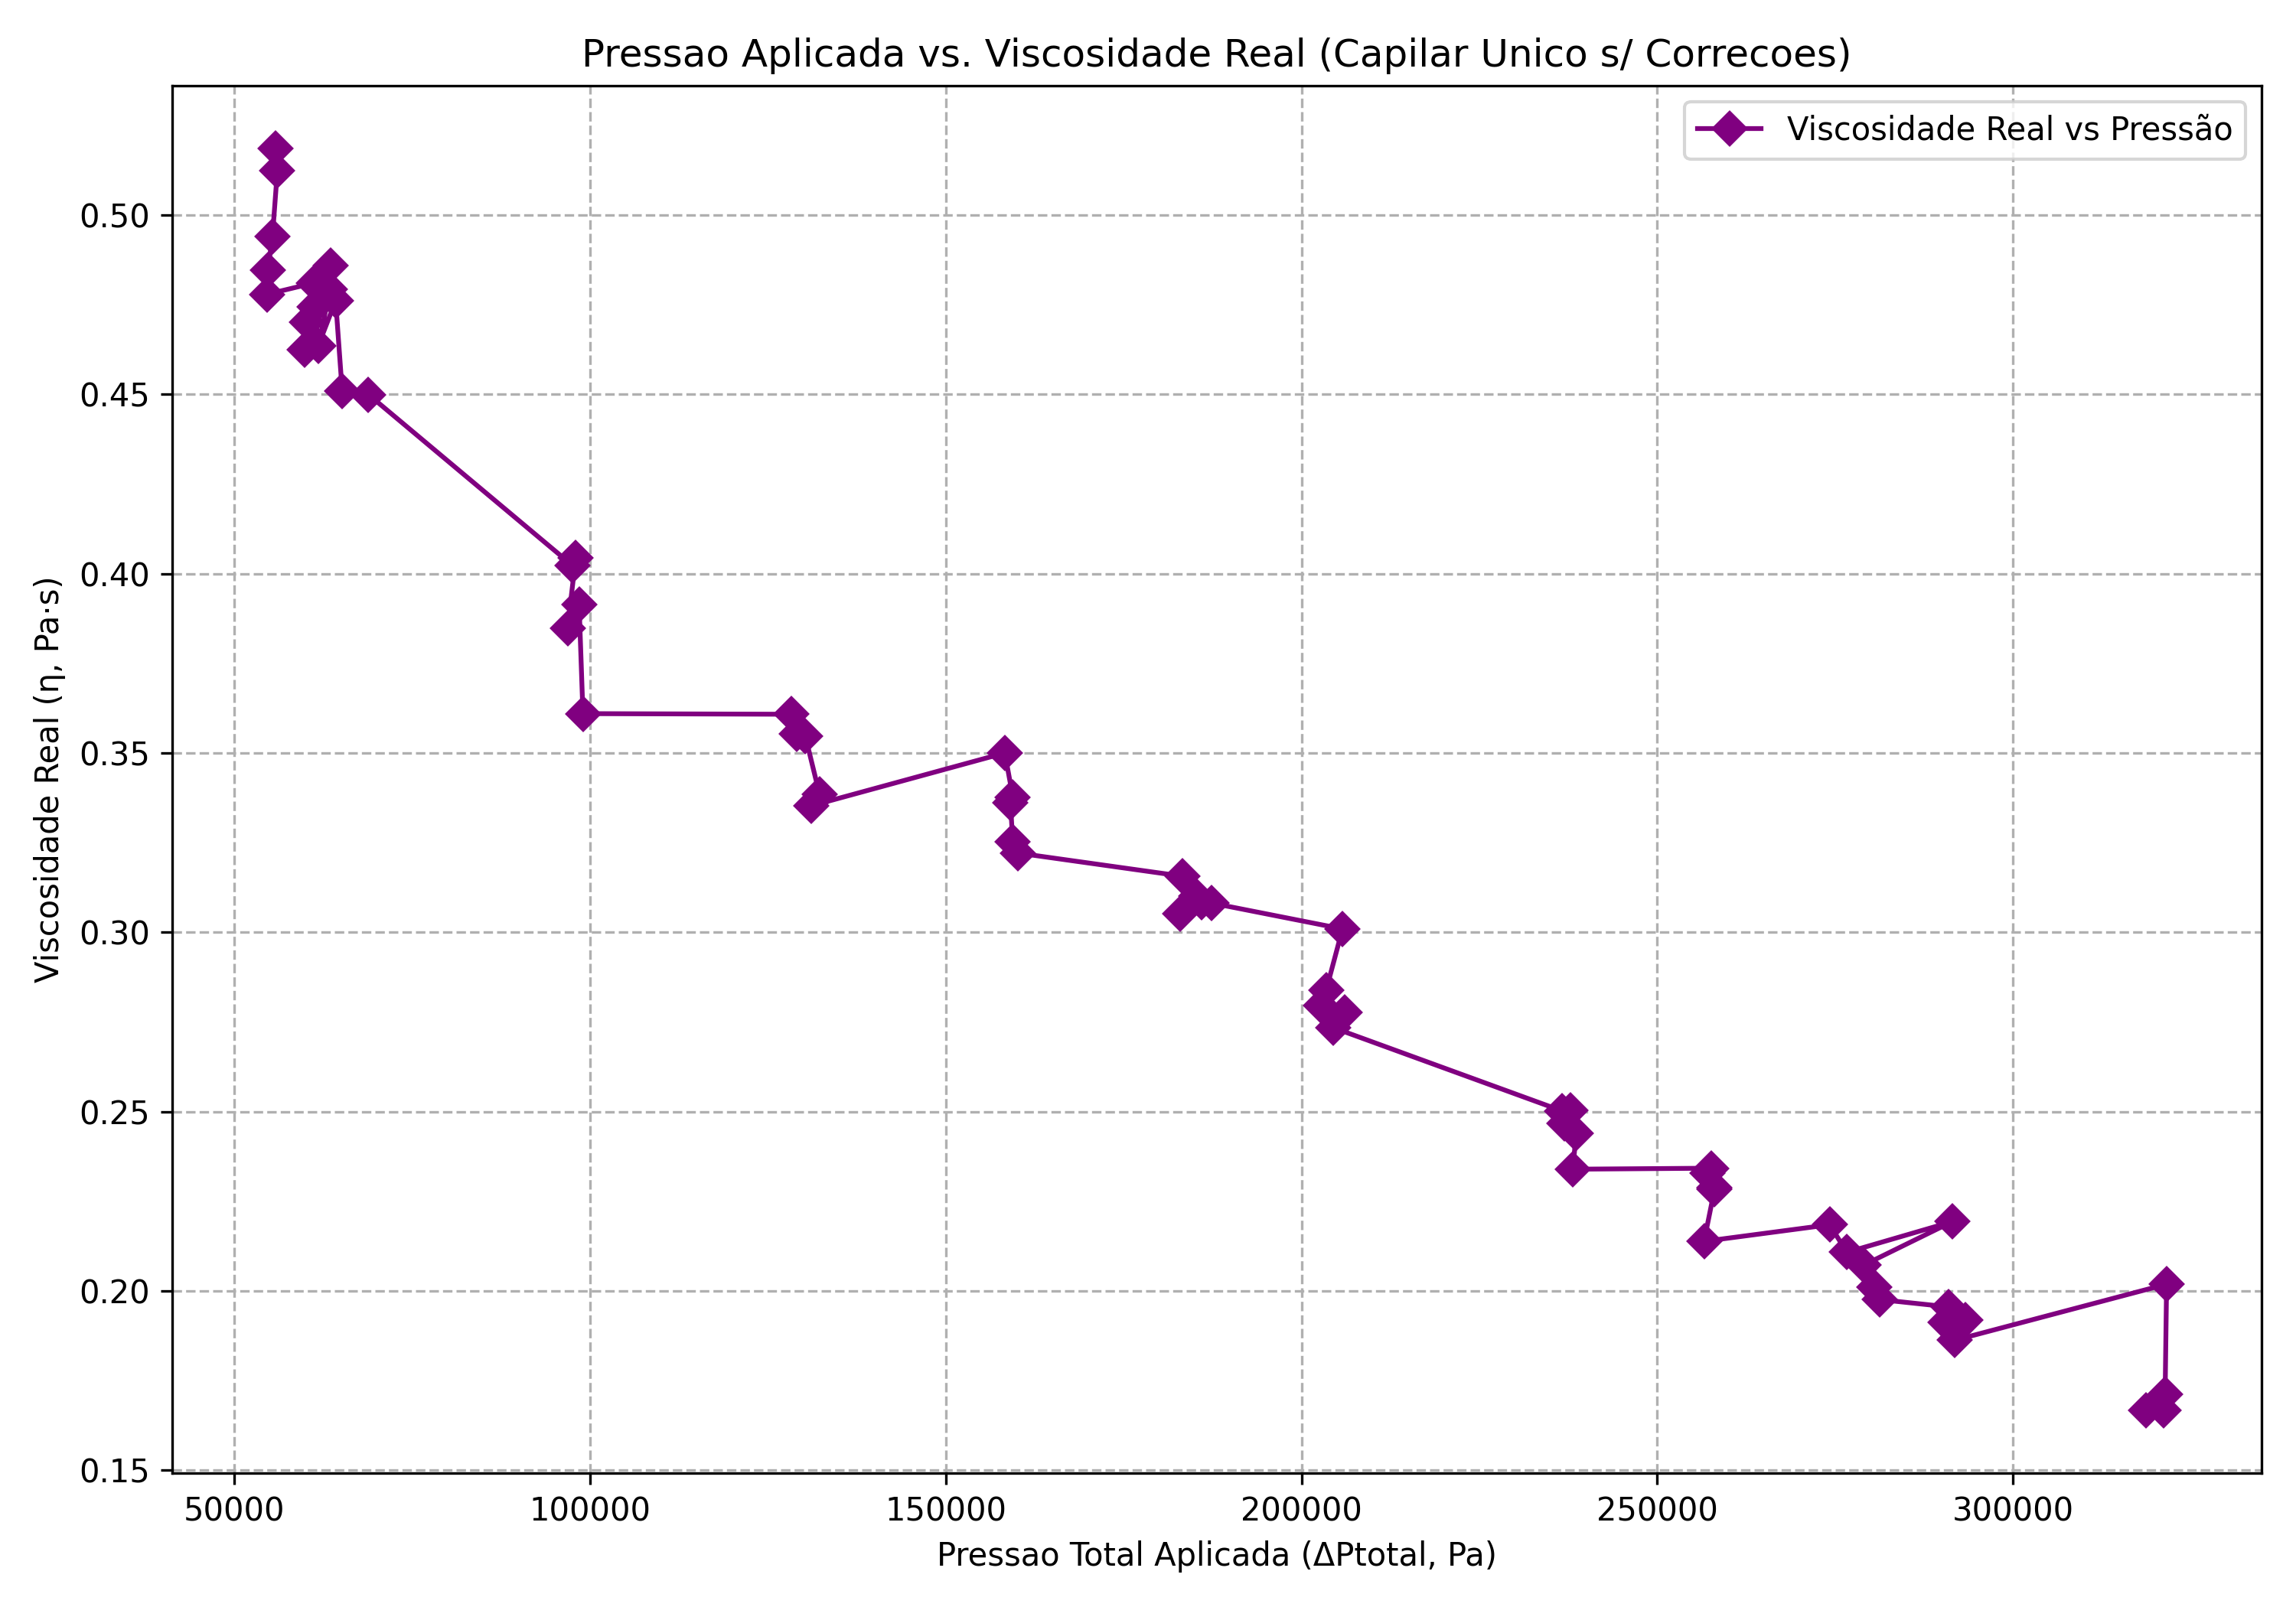 Pressao Aplicada vs. Viscosidade Real (Capilar Unico s/ Correcoes)
Viscosidade Real vs Pressão
Viscosidade Real (η, Pa·s)
0.50
0.45
0.40
0.35
0.30
0.25
0.20
0.15
50000 100000 150000 200000 250000 300000
Pressao Total Aplicada (ΔPtotal, Pa)